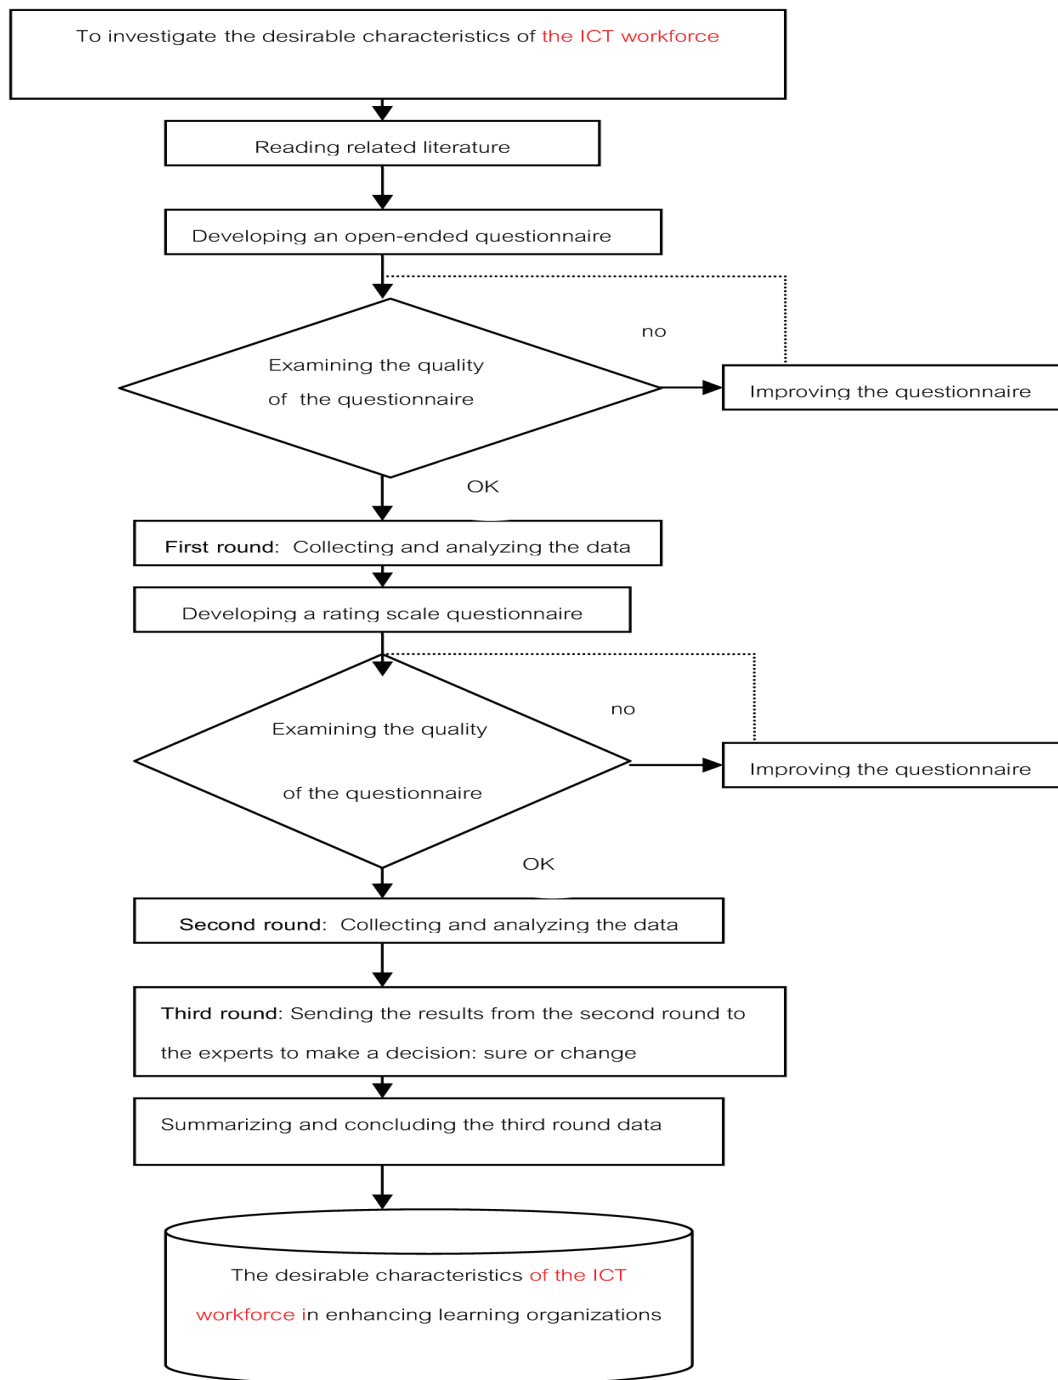 To investigate the desirable characteristics of the ICT workforce
Reading related literature
Developing an open-ended questionnaire
no
Examining the quality
of the questionnaire
Improving the questionnaire
OK
First round: Collecting and analyzing the data
Developing a rating scale questionnaire
no
Examining the quality
of the questionnaire
Improving the questionnaire
OK
Second round: Collecting and analyzing the data
Third round: Sending the results from the second round to
the experts to make a decision: sure or change
Summarizing and concluding the third round data
The desirable characteristics of the ICT
workforce in enhancing learning organizations